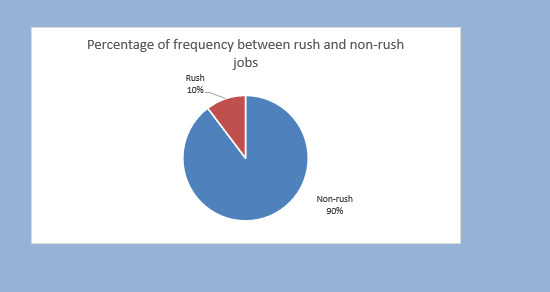 Percentage of frequency between rush and non-rush
jobs
Rush
10%
Non-rush
90%